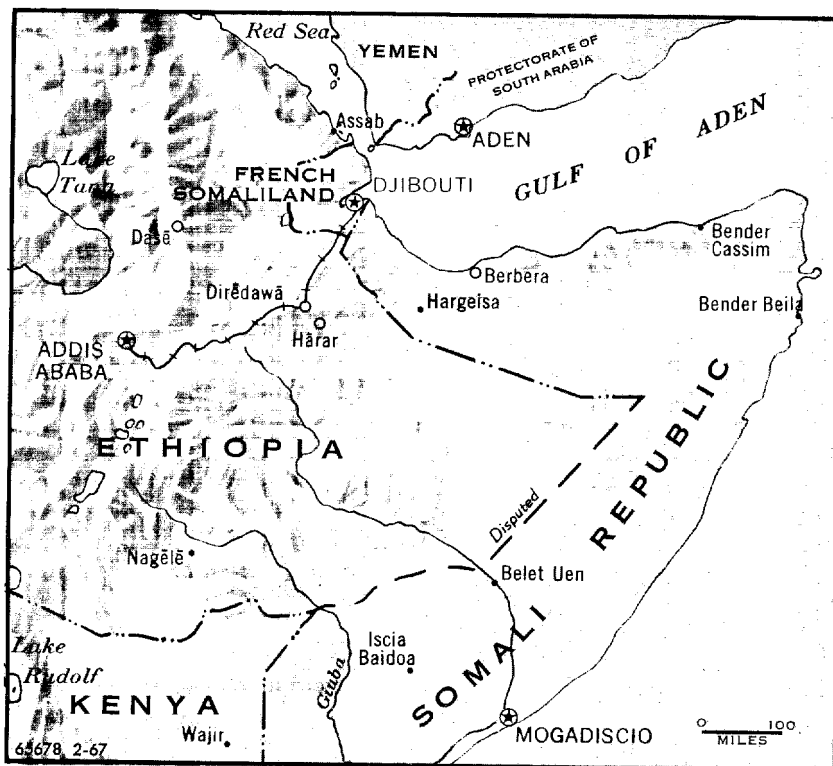 Red Sea
YEMEN
PROTECTORATE OF
SOUTH ARABIA
Assab
ADEN
GULF OF ADEN
Lake
Tana
FRENCH
SOMALILAND
DJIBOUTI
Dasē
Bender
Cassim
Berbera
Diredawā
Hargeisa
Bender Beila
Hārar
ADDIS
ABABA
ETHIOPIA
Disputed
SOMALI REPUBLIC
Nagēlē
Belet Uen
Iscia
Baidoa
Lake
Rudolf
Giuba
KENYA
Wajir
MOGADISCIO
0 100
MILES
65678 2-67